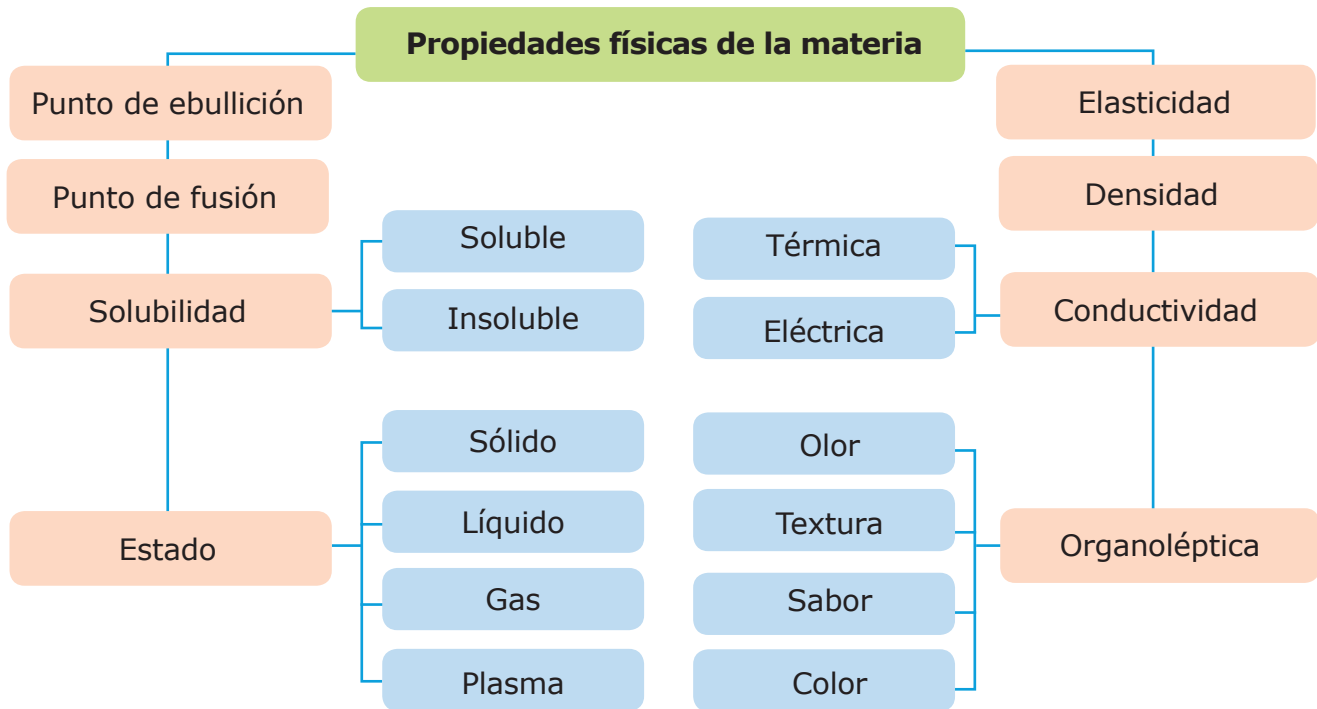 Propiedades físicas de la materia
Punto de ebullición
Punto de fusión
Solubilidad
Soluble
Insoluble
Estado
Sólido
Líquido
Gas
Plasma
Elasticidad
Densidad
Conductividad
Térmica
Eléctrica
Organoléptica
Olor
Textura
Sabor
Color